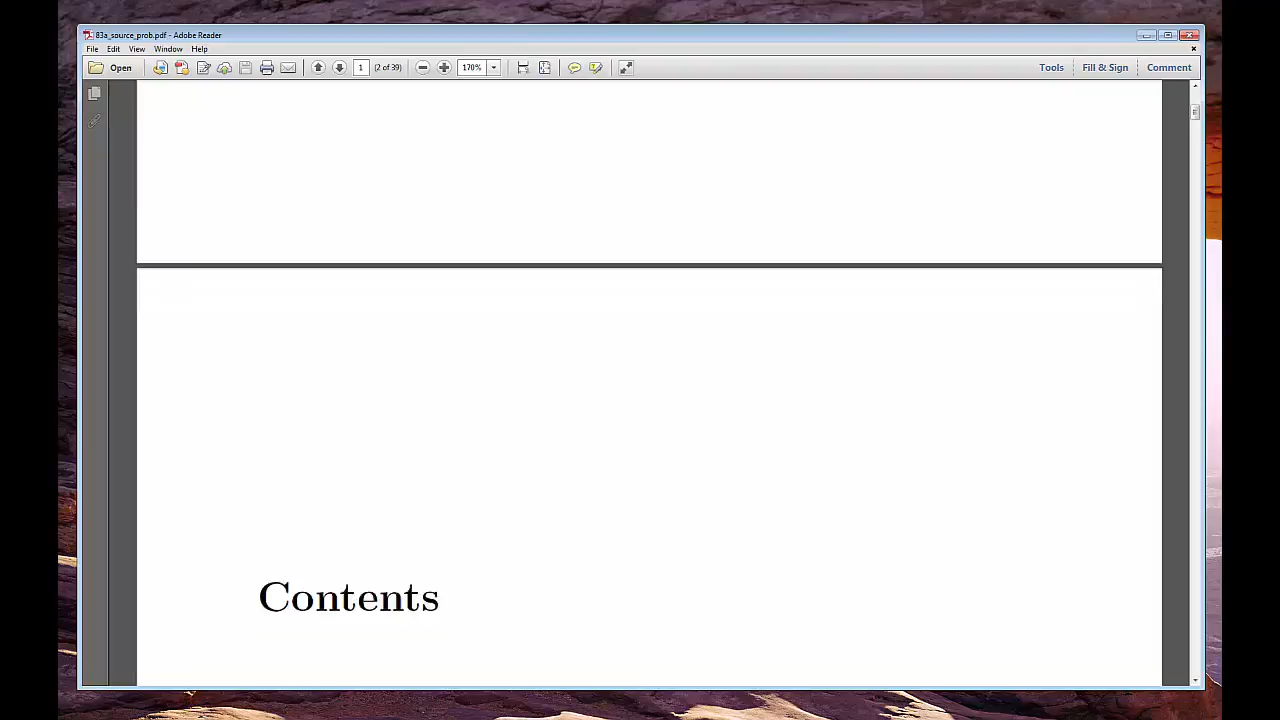 83a_source_prob.pdf - Adobe Reader
File Edit View Window Help
Open 1 (2 of 39) 170% Tools Fill & Sign Comment
Contents